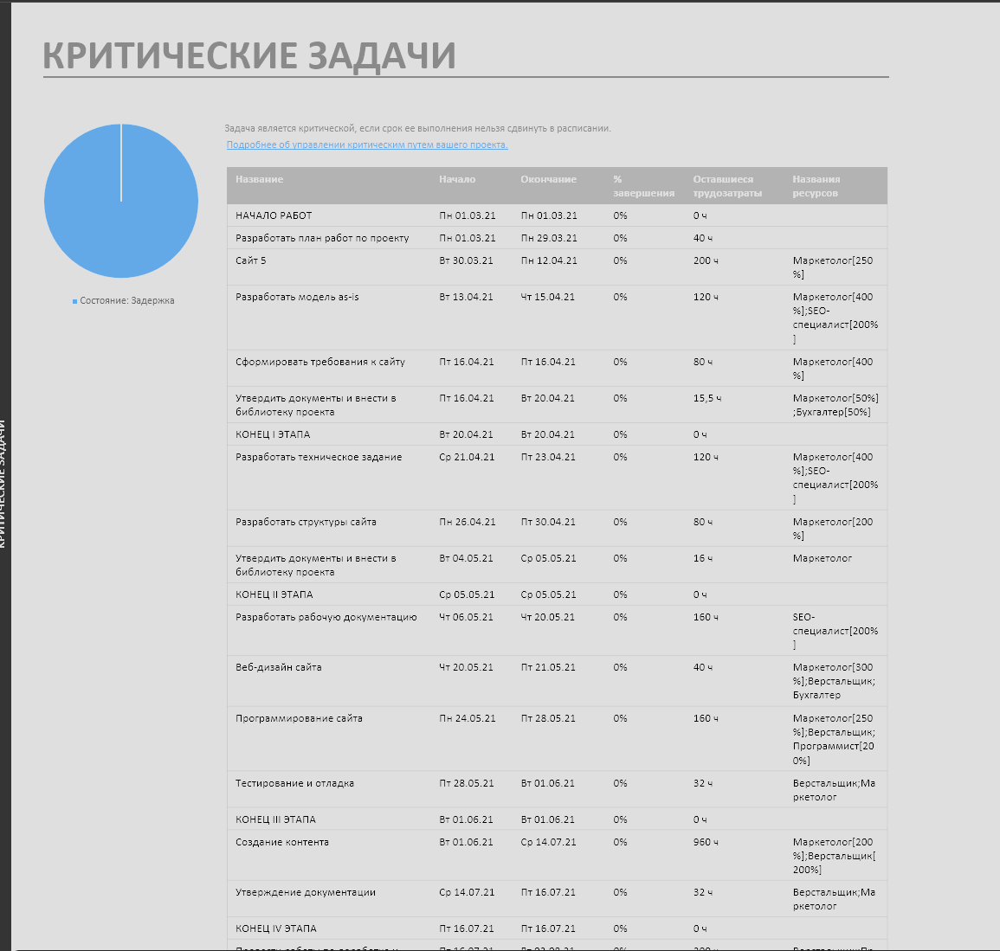 КРИТИЧЕСКИЕ ЗАДАЧИ
Задача является критической, если срок ее выполнения нельзя сдвинуть в расписании.
Подробнее об управлении критическим путем вашего проекта.
Состояние: Задержка
КРИТИЧЕСКИЕ ЗАДАЧИ
Название Начало Окончание % завершения Оставшиеся трудозатраты Названия ресурсов
НАЧАЛО РАБОТ Пн 01.03.21 Пн 01.03.21 0% 0 ч
Разработать план работ по проекту Пн 01.03.21 Пн 29.03.21 0% 40 ч
Сайт 5 Вт 30.03.21 Пн 12.04.21 0% 200 ч Маркетолог[250
%]
Разработать модель as-is Вт 13.04.21 Чт 15.04.21 0% 120 ч Маркетолог[400
%];SEO-
специалист[200%
]
Сформировать требования к сайту Пт 16.04.21 Пт 16.04.21 0% 80 ч Маркетолог[400
%]
Утвердить документы и внести в Пт 16.04.21 Вт 20.04.21 0% 15,5 ч Маркетолог[50%]
библиотеку проекта ;Бухгалтер[50%]
КОНЕЦ I ЭТАПА Вт 20.04.21 Вт 20.04.21 0% 0 ч
Разработать техническое задание Ср 21.04.21 Пт 23.04.21 0% 120 ч Маркетолог[400
%];SEO-
специалист[200%
]
Разработать структуры сайта Пн 26.04.21 Пт 30.04.21 0% 80 ч Маркетолог[200
%]
Утвердить документы и внести в Вт 04.05.21 Ср 05.05.21 0% 16 ч Маркетолог
библиотеку проекта
КОНЕЦ II ЭТАПА Ср 05.05.21 Ср 05.05.21 0% 0 ч
Разработать рабочую документацию Чт 06.05.21 Чт 20.05.21 0% 160 ч SEO-
специалист[200%
]
Веб-дизайн сайта Чт 20.05.21 Пт 21.05.21 0% 40 ч Маркетолог[300
%];Верстальщик;
Бухгалтер
Программирование сайта Пн 24.05.21 Пт 28.05.21 0% 160 ч Маркетолог[250
%];Верстальщик;
Программист[20
0%]
Тестирование и отладка Пт 28.05.21 Вт 01.06.21 0% 32 ч Верстальщик;Ма
ркетолог
КОНЕЦ III ЭТАПА Вт 01.06.21 Вт 01.06.21 0% 0 ч
Создание контента Вт 01.06.21 Ср 14.07.21 0% 960 ч Маркетолог[200
%];Верстальщик[
200%]
Утверждение документации Ср 14.07.21 Пт 16.07.21 0% 32 ч Верстальщик;Ма
ркетолог
КОНЕЦ IV ЭТАПА Пт 16.07.21 Пт 16.07.21 0% 0 ч